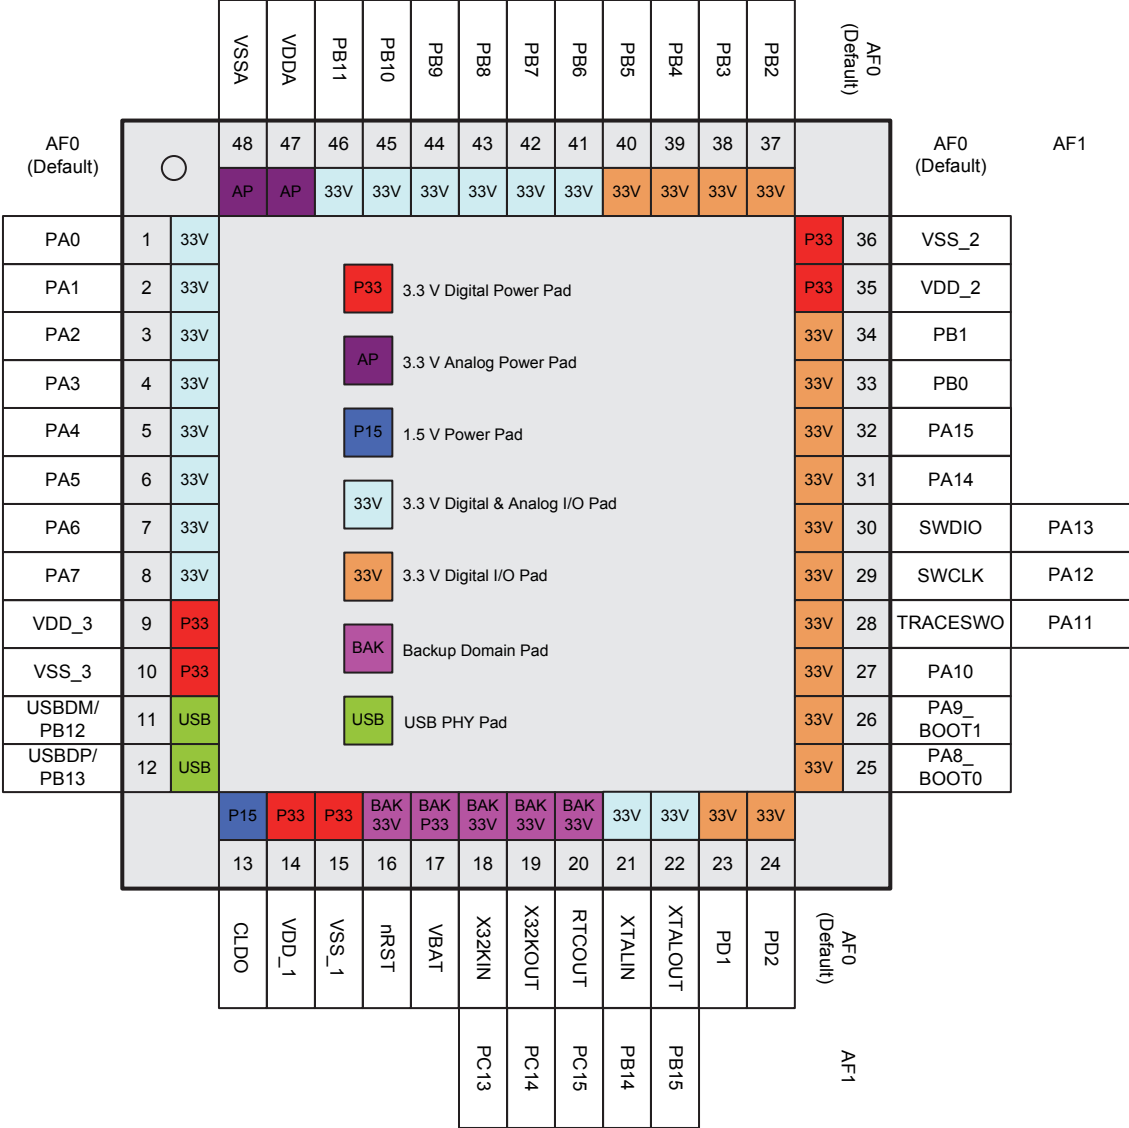 VSSA VDDA PB11 PB10 PB9 PB8 PB7 PB6 PB5 PB4 PB3 PB2 AF0 (Default)
AF0 (Default)
48 47 46 45 44 43 42 41 40 39 38 37
AF0 (Default) AF1
AP AP 33V 33V 33V 33V 33V 33V 33V 33V 33V 33V
PA0 1 33V P33 36 VSS_2
PA1 2 33V P33 3.3 V Digital Power Pad P33 35 VDD_2
PA2 3 33V 33V 34 PB1
AP 3.3 V Analog Power Pad
PA3 4 33V 33V 33 PB0
PA4 5 33V P15 1.5 V Power Pad 33V 32 PA15
PA5 6 33V 33V 31 PA14
33V 3.3 V Digital & Analog I/O Pad
PA6 7 33V 33V 30 SWDIO PA13
PA7 8 33V 33V 3.3 V Digital I/O Pad 33V 29 SWCLK PA12
VDD_3 9 P33 33V 28 TRACESWO PA11
BAK Backup Domain Pad
VSS_3 10 P33 33V 27 PA10
USBDM/
PB12 11 USB USB USB PHY Pad 33V 26 PA9_
BOOT1
USBDP/
PB13 12 USB 33V 25 PA8_
BOOT0
P15 P33 P33 BAK 33V BAK P33 BAK 33V BAK 33V BAK 33V 33V 33V 33V 33V
13 14 15 16 17 18 19 20 21 22 23 24
CLDO VDD_1 VSS_1 nRST VBAT X32KIN X32KOUT RTCOUT XTALIN XTALOUT PD1 PD2 AF0 (Default)
PC13 PC14 PC15 PB14 PB15 AF1